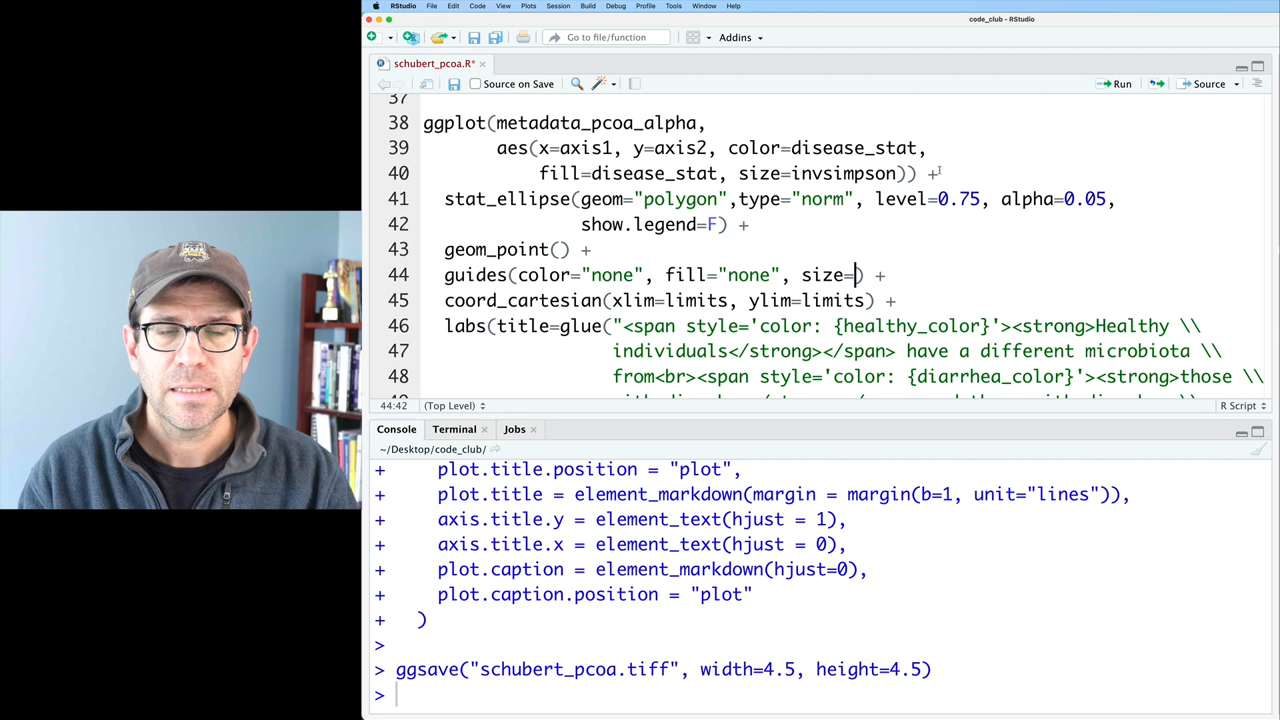 RStudio File Edit Code View Plots Session Build Debug Profile Tools Window Help
code_club - RStudio
Go to file/function Addins
schubert_pcoa.R*
Source on Save Run Source
37
38 ggplot(metadata_pcoa_alpha,
39 aes(x=axis1, y=axis2, color=disease_stat,
40 fill=disease_stat, size=invsimpson)) +
41 stat_ellipse(geom="polygon",type="norm", level=0.75, alpha=0.05,
42 show.legend=F) +
43 geom_point() +
44 guides(color="none", fill="none", size=) +
45 coord_cartesian(xlim=limits, ylim=limits) +
46 labs(title=glue("<span style='color: {healthy_color}'><strong>Healthy \\
47 individuals</strong></span> have a different microbiota \\
48 from<br><span style='color: {diarrhea_color}'><strong>those \\
44:42 (Top Level) R Script
Console Terminal Jobs
~/Desktop/code_club/
+ plot.title.position = "plot",
+ plot.title = element_markdown(margin = margin(b=1, unit="lines")),
+ axis.title.y = element_text(hjust = 1),
+ axis.title.x = element_text(hjust = 0),
+ plot.caption = element_markdown(hjust=0),
+ plot.caption.position = "plot"
+ )
>
> ggsave("schubert_pcoa.tiff", width=4.5, height=4.5)
>